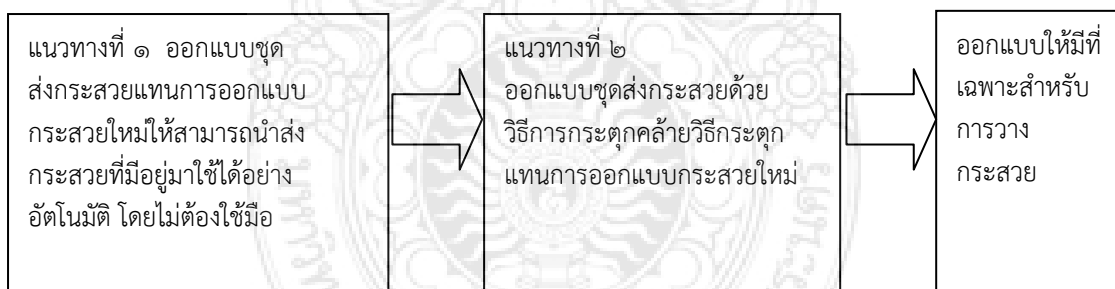 แนวทางที่ ๑ ออกแบบชุด
ส่งกระสวยแทนการออกแบบ
กระสวยใหม่ให้สามารถนำส่ง
กระสวยที่มีอยู่มาใช้ได้อย่าง
อัตโนมัติ โดยไม่ต้องใช้มือ
แนวทางที่ ๒
ออกแบบชุดส่งกระสวยด้วย
วิธีการกระตุกคล้ายวิธีกระตุก
แทนการออกแบบกระสวยใหม่
ออกแบบให้มีที่
เฉพาะสำหรับ
การวาง
กระสวย